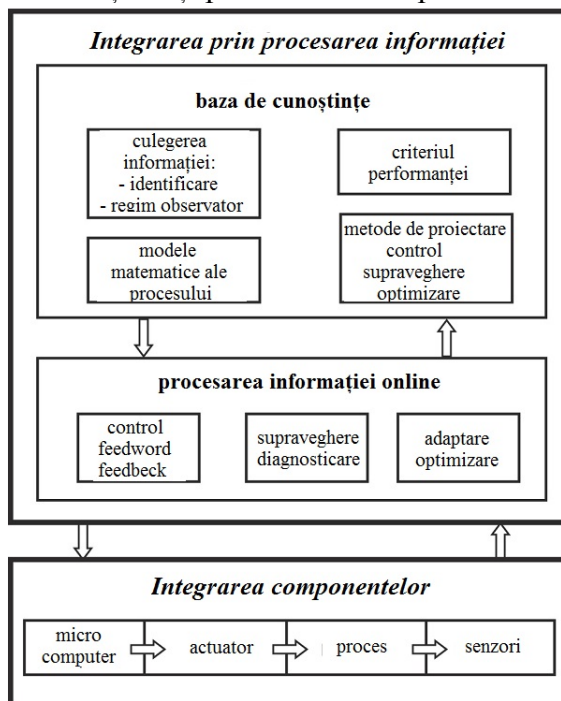 Integrarea prin procesarea informației
baza de cunoștințe
culegerea
informației:
- identificare
- regim observator
criteriul
performanței
modele
matematice ale
procesului
metode de proiectare
control
supraveghere
optimizare
procesarea informației online
control
feedword
feedbeck
supraveghere
diagnosticare
adaptare
optimizare
Integrarea componentelor
micro
computer
actuator
proces
senzori